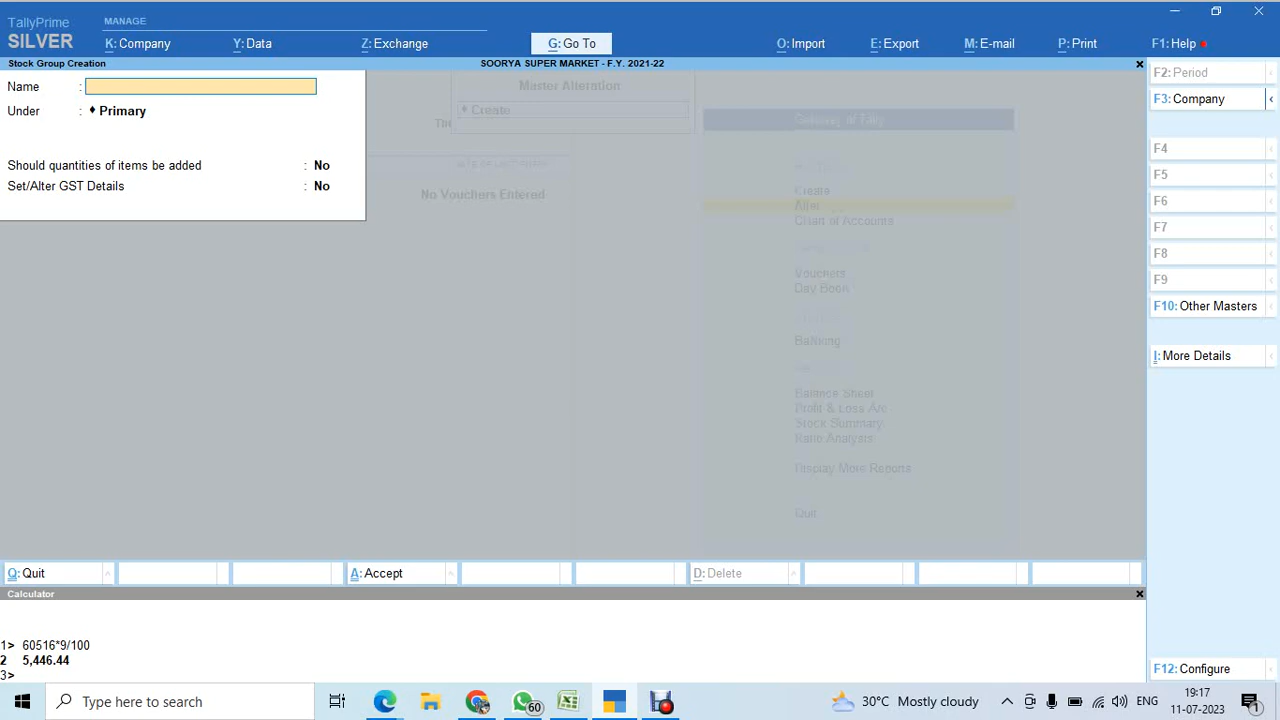 TallyPrime
MANAGE
SILVER
K: Company
Y: Data
Z: Exchange
G: Go To
O: Import
E: Export
M: E-mail
P: Print
F1: Help
Stock Group Creation
SOORYA SUPER MARKET - F.Y. 2021-22
Name :
Under : ♦ Primary
Should quantities of items be added : No
Set/Alter GST Details : No
Master Alteration
♦ Create
No Vouchers Entered
Gateway of Tally
Create
Alter
Chart of Accounts
Vouchers
Day Book
Banking
Balance Sheet
Profit & Loss A/c
Stock Summary
Ratio Analysis
Display More Reports
Quit
F2: Period
F3: Company
F4
F5
F6
F7
F8
F9
F10: Other Masters
I: More Details
F12: Configure
Q: Quit
A: Accept
D: Delete
Calculator
1> 60516*9/100
2 5,446.44
3>
Type here to search
60
30°C Mostly cloudy
ENG
19:17
11-07-2023
1